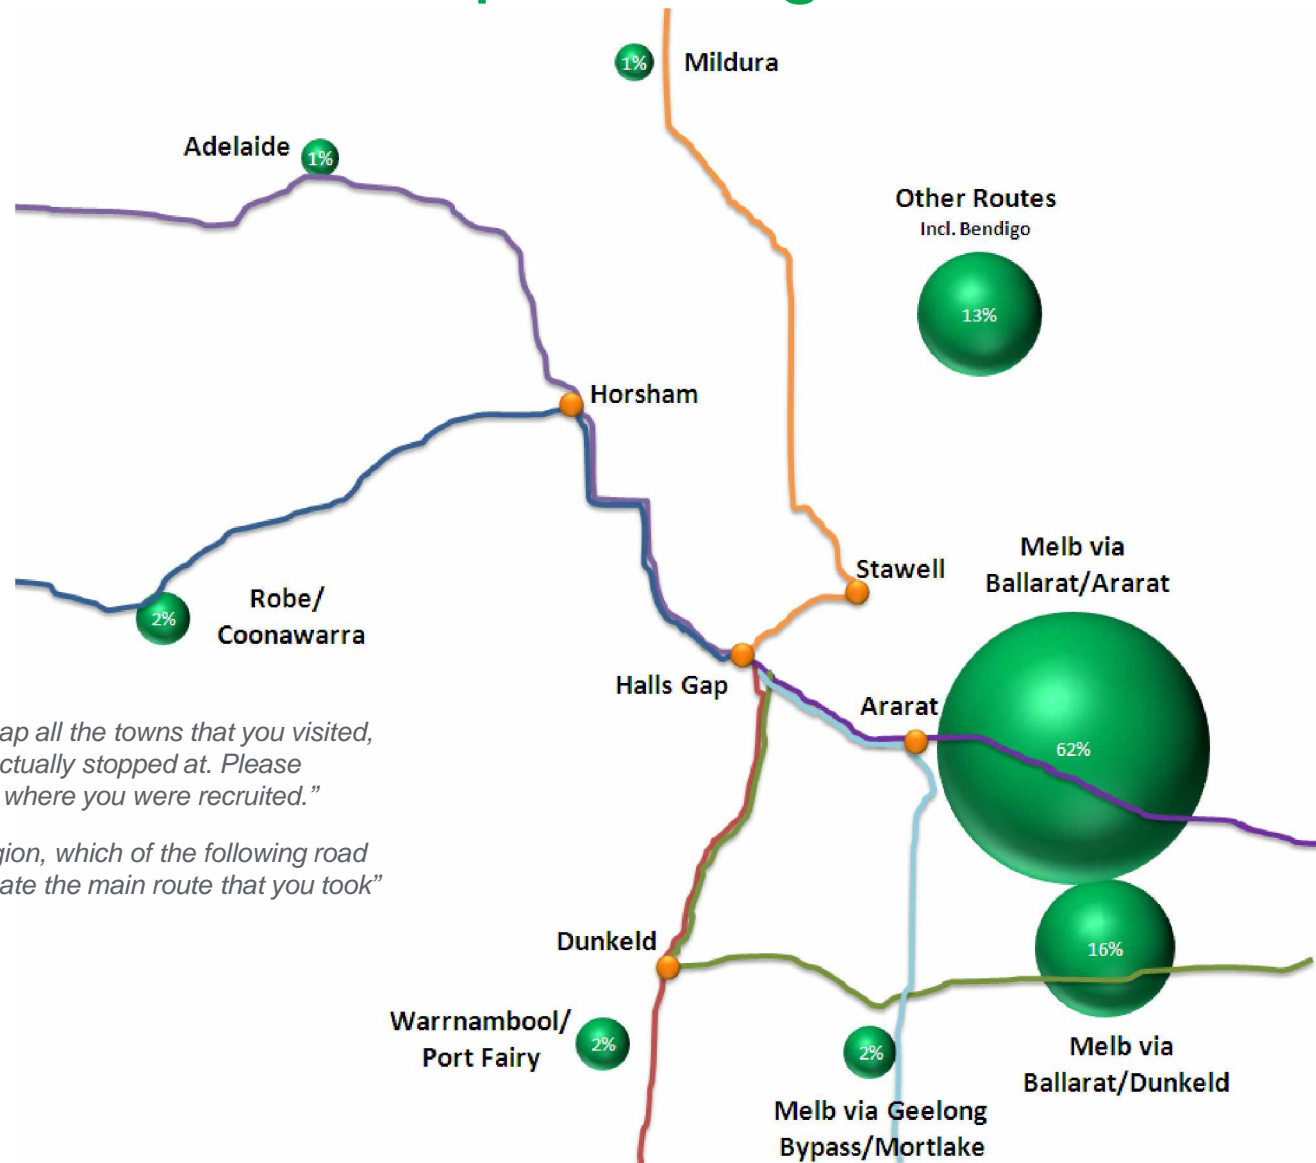 1%
Mildura
Adelaide
1%
Other Routes
Incl. Bendigo
13%
Horsham
Melb via
Ballarat/Ararat
Stawell
Robe/
Coonawarra
2%
Halls Gap
Ararat
62%
ap all the towns that you visited,
ctually stopped at. Please
where you were recruited.”
gion, which of the following road
ate the main route that you took”
Dunkeld
16%
Warrnambool/
Port Fairy
2%
2%
Melb via
Ballarat/Dunkeld
Melb via Geelong
Bypass/Mortlake